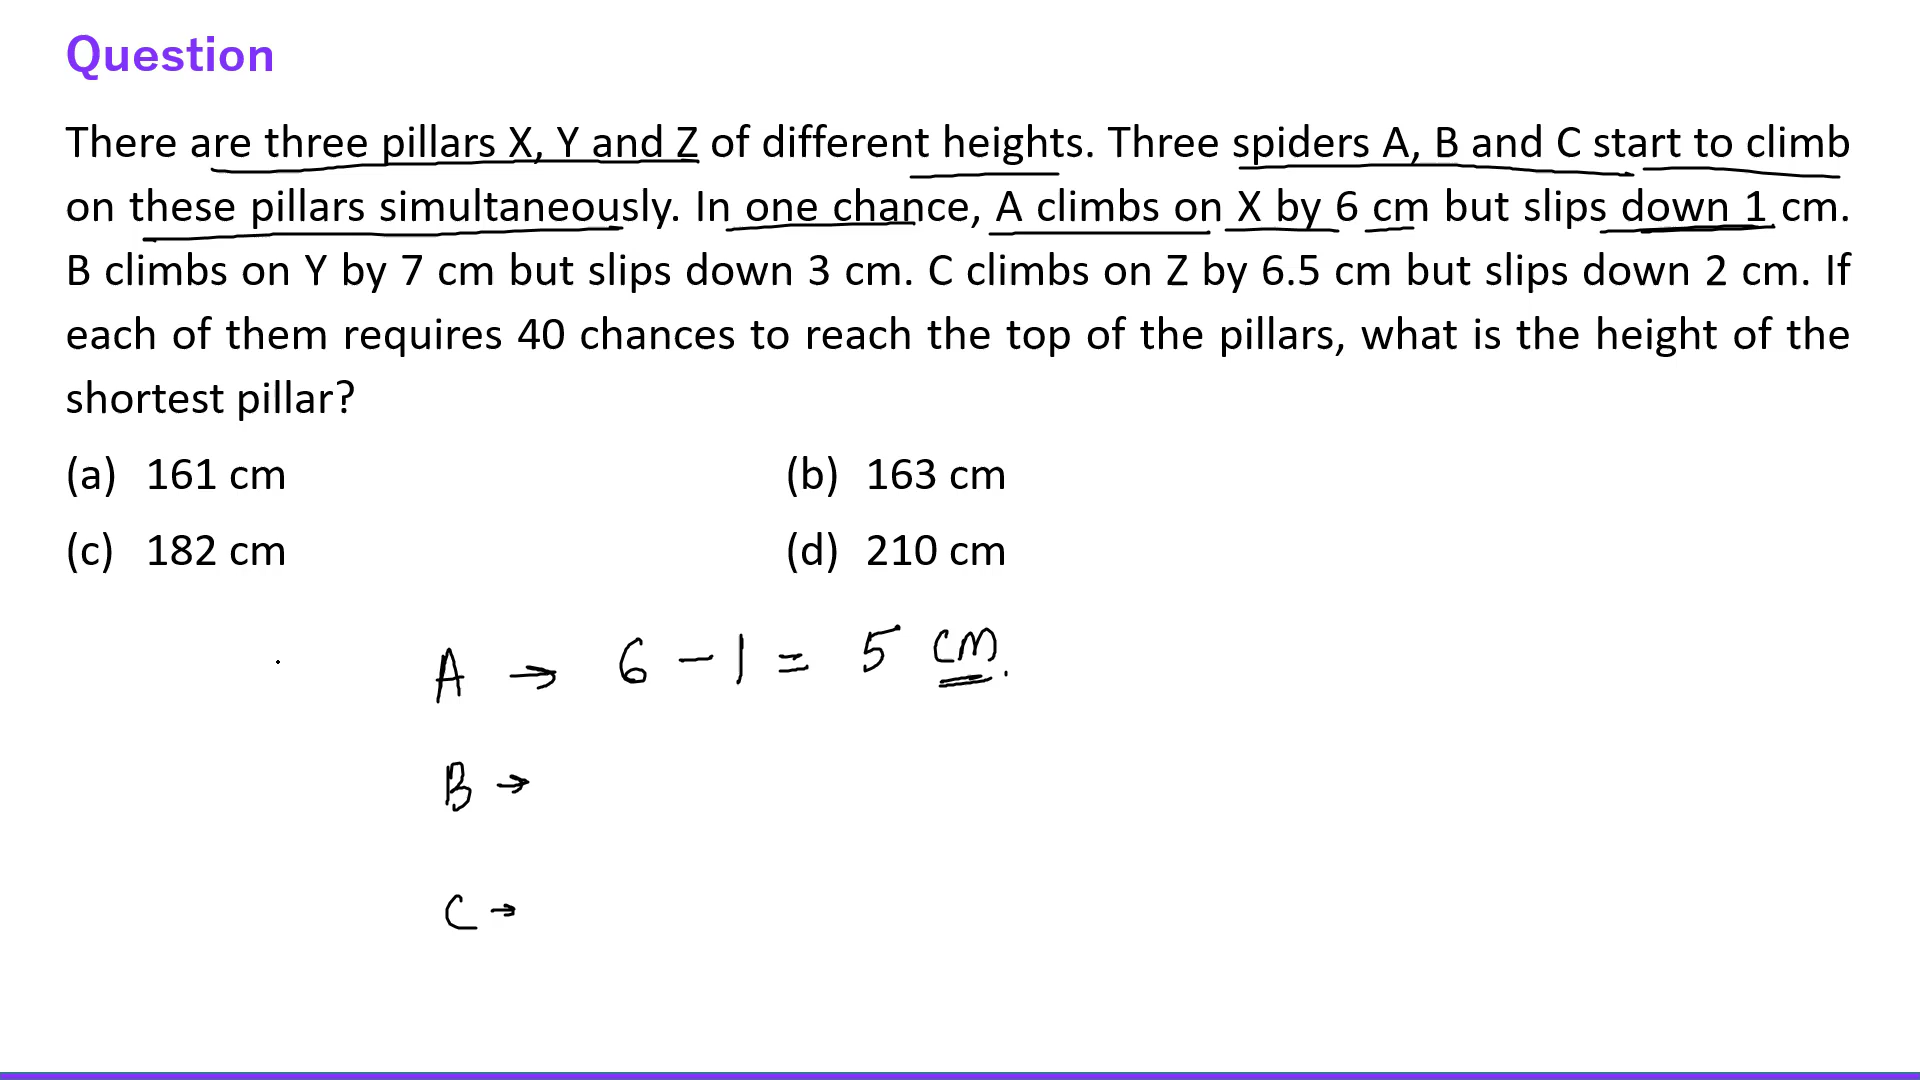 Question
There are three pillars X, Y and Z of different heights. Three spiders A, B and C start to climb
on these pillars simultaneously. In one chance, A climbs on X by 6 cm but slips down 1 cm.
B climbs on Y by 7 cm but slips down 3 cm. C climbs on Z by 6.5 cm but slips down 2 cm. If
each of them requires 40 chances to reach the top of the pillars, what is the height of the
shortest pillar?
(a) 161 cm (b) 163 cm
(c) 182 cm (d) 210 cm
A → 6 - 1 = 5 cm.
B →
C →